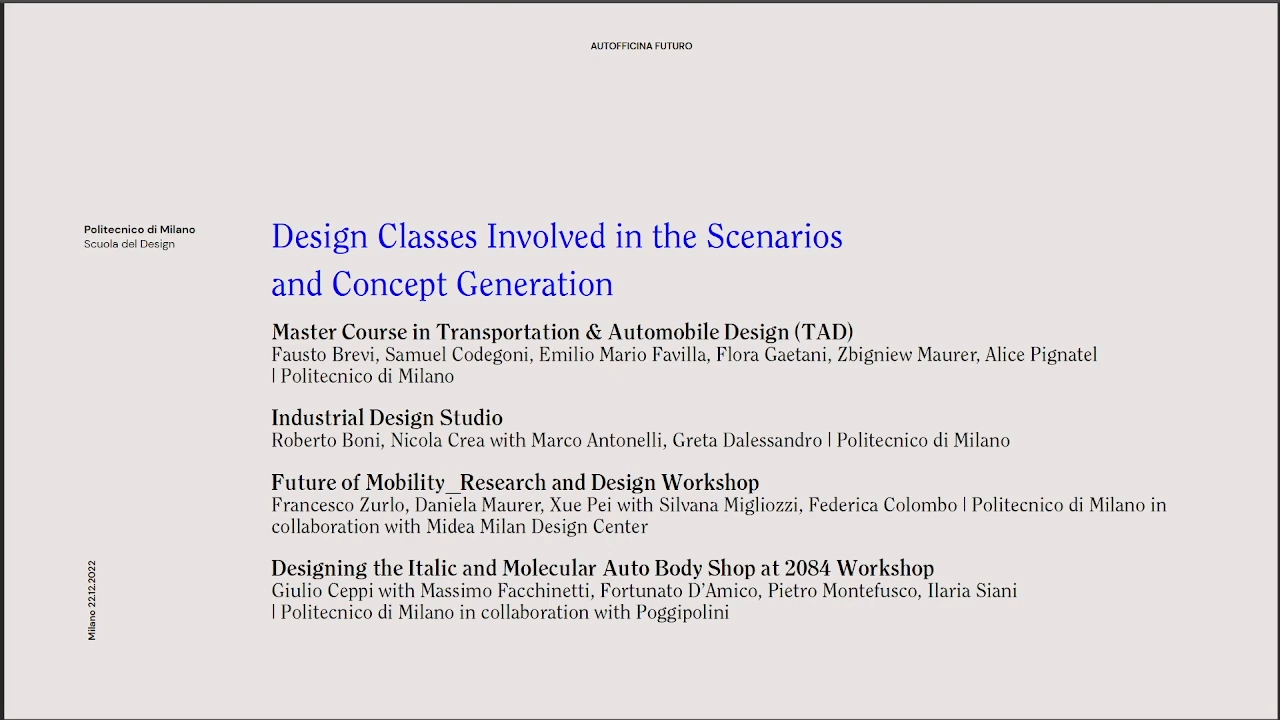 AUTOFFICINA FUTURO
Politecnico di Milano
Scuola del Design
Design Classes Involved in the Scenarios
and Concept Generation
Master Course in Transportation & Automobile Design (TAD)
Fausto Brevi, Samuel Codegoni, Emilio Mario Favilla, Flora Gaetani, Zbigniew Maurer, Alice Pignatel
| Politecnico di Milano
Industrial Design Studio
Roberto Boni, Nicola Crea with Marco Antonelli, Greta Dalessandro | Politecnico di Milano
Future of Mobility_Research and Design Workshop
Francesco Zurlo, Daniela Maurer, Xue Pei with Silvana Migliozzi, Federica Colombo | Politecnico di Milano in
collaboration with Midea Milan Design Center
Designing the Italic and Molecular Auto Body Shop at 2084 Workshop
Giulio Ceppi with Massimo Facchinetti, Fortunato D’Amico, Pietro Montefusco, Ilaria Siani
| Politecnico di Milano in collaboration with Poggipolini
Milano 22.12.2022